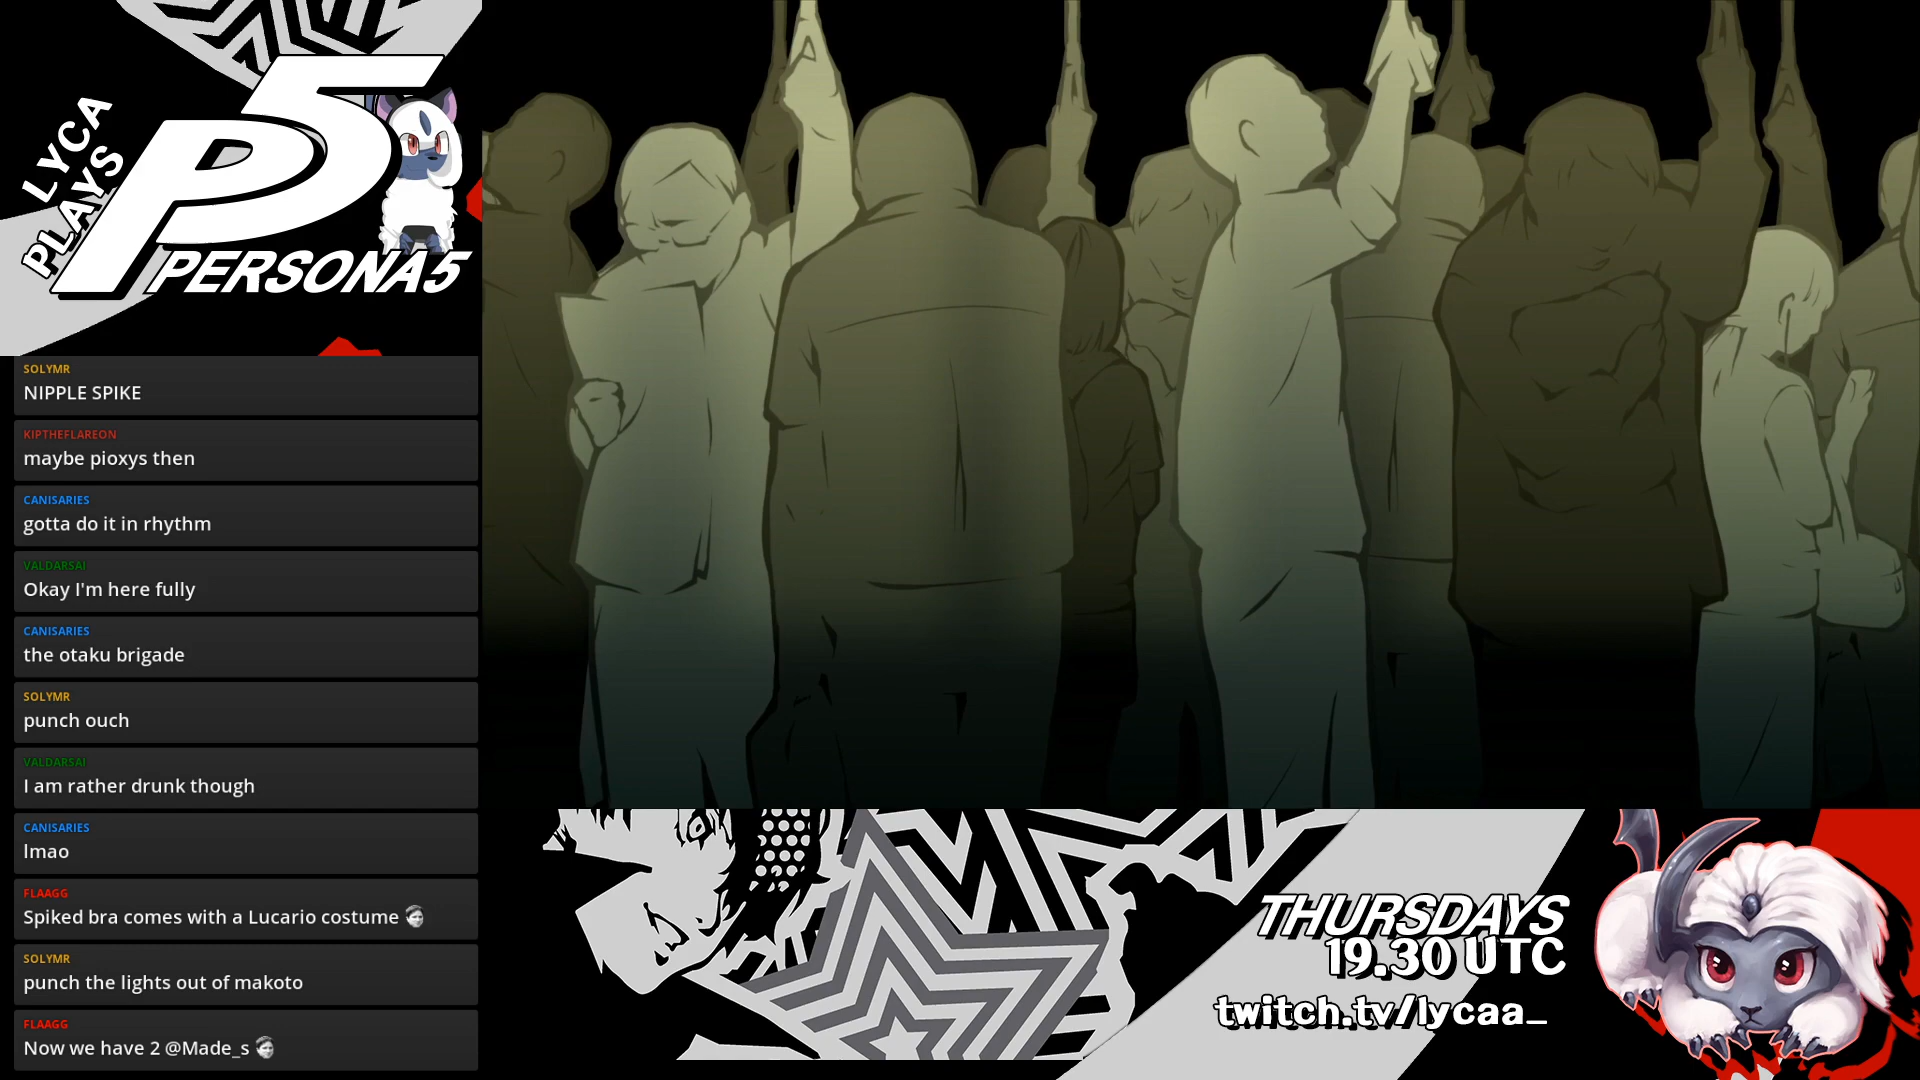 LYCA
PLAYS
P5
PERSONA5
SOLYMR
NIPPLE SPIKE
KIPTHEFLAREON
maybe pioxys then
CANISARIES
gotta do it in rhythm
VALDARSAI
Okay I'm here fully
CANISARIES
the otaku brigade
SOLYMR
punch ouch
VALDARSAI
I am rather drunk though
CANISARIES
lmao
FLAAGG
Spiked bra comes with a Lucario costume
SOLYMR
punch the lights out of makoto
FLAAGG
Now we have 2 @Made_s
THURSDAYS
19.30 UTC
twitch.tv/lycaa_